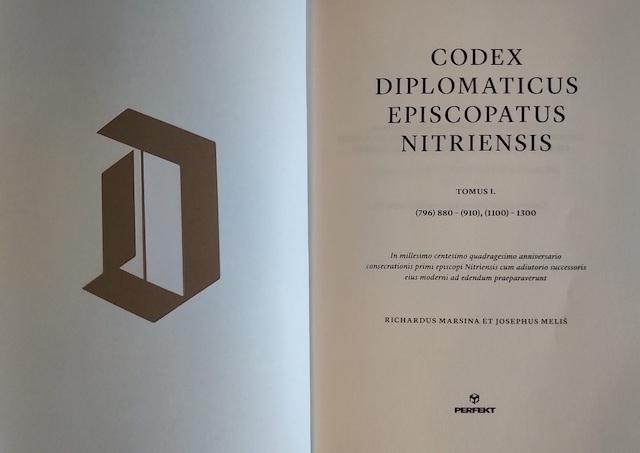 CODEX
DIPLOMATICUS
EPISCOPATUS
NITRIENSIS
TOMUS I.
(796) 880 – (910), (1100) – 1300
In millesimo centesimo quadragesimo anniversario
consecrationis primi episcopi Nitriensis cum adiutorio successoris
eius moderni ad edendum praeparaverunt
RICHARDUS MARSINA ET JOSEPHUS MELIŠ
PERFEKT